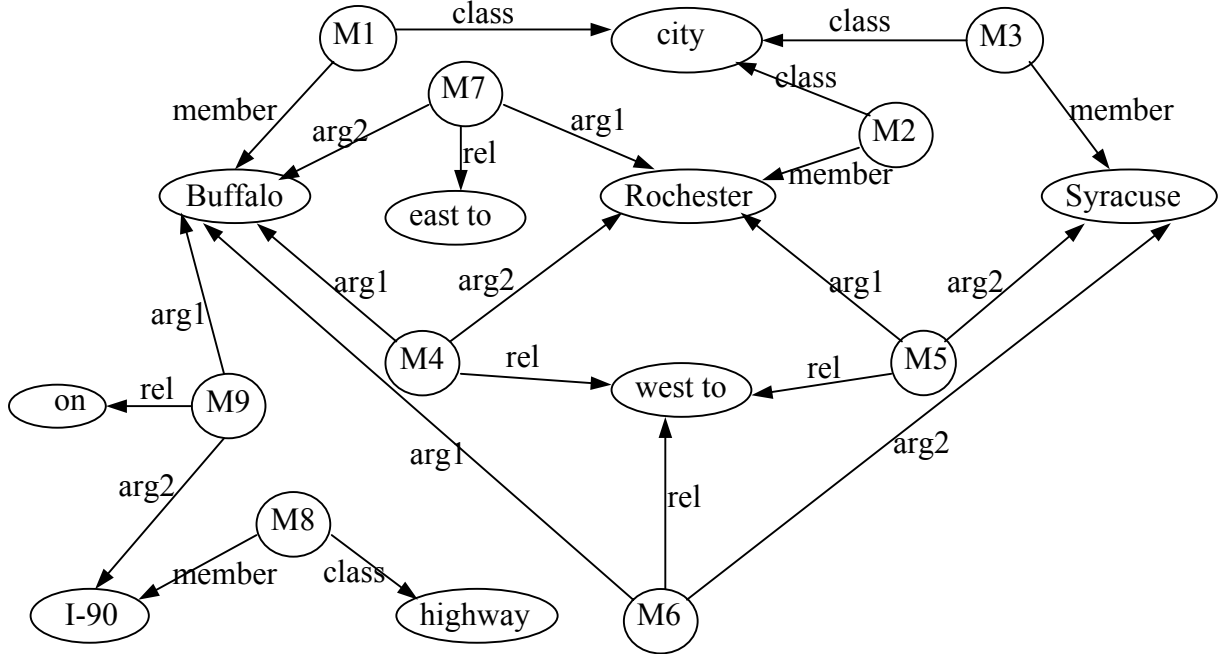 M1
class
city
class
M3
member
M7
class
M2
member
arg2
rel
arg1
member
Buffalo
east to
Rochester
Syracuse
arg1
arg1
arg2
arg1
arg2
M4
rel
west to
rel
M5
on
rel
M9
arg1
arg2
arg2
M8
rel
member
class
I-90
highway
M6